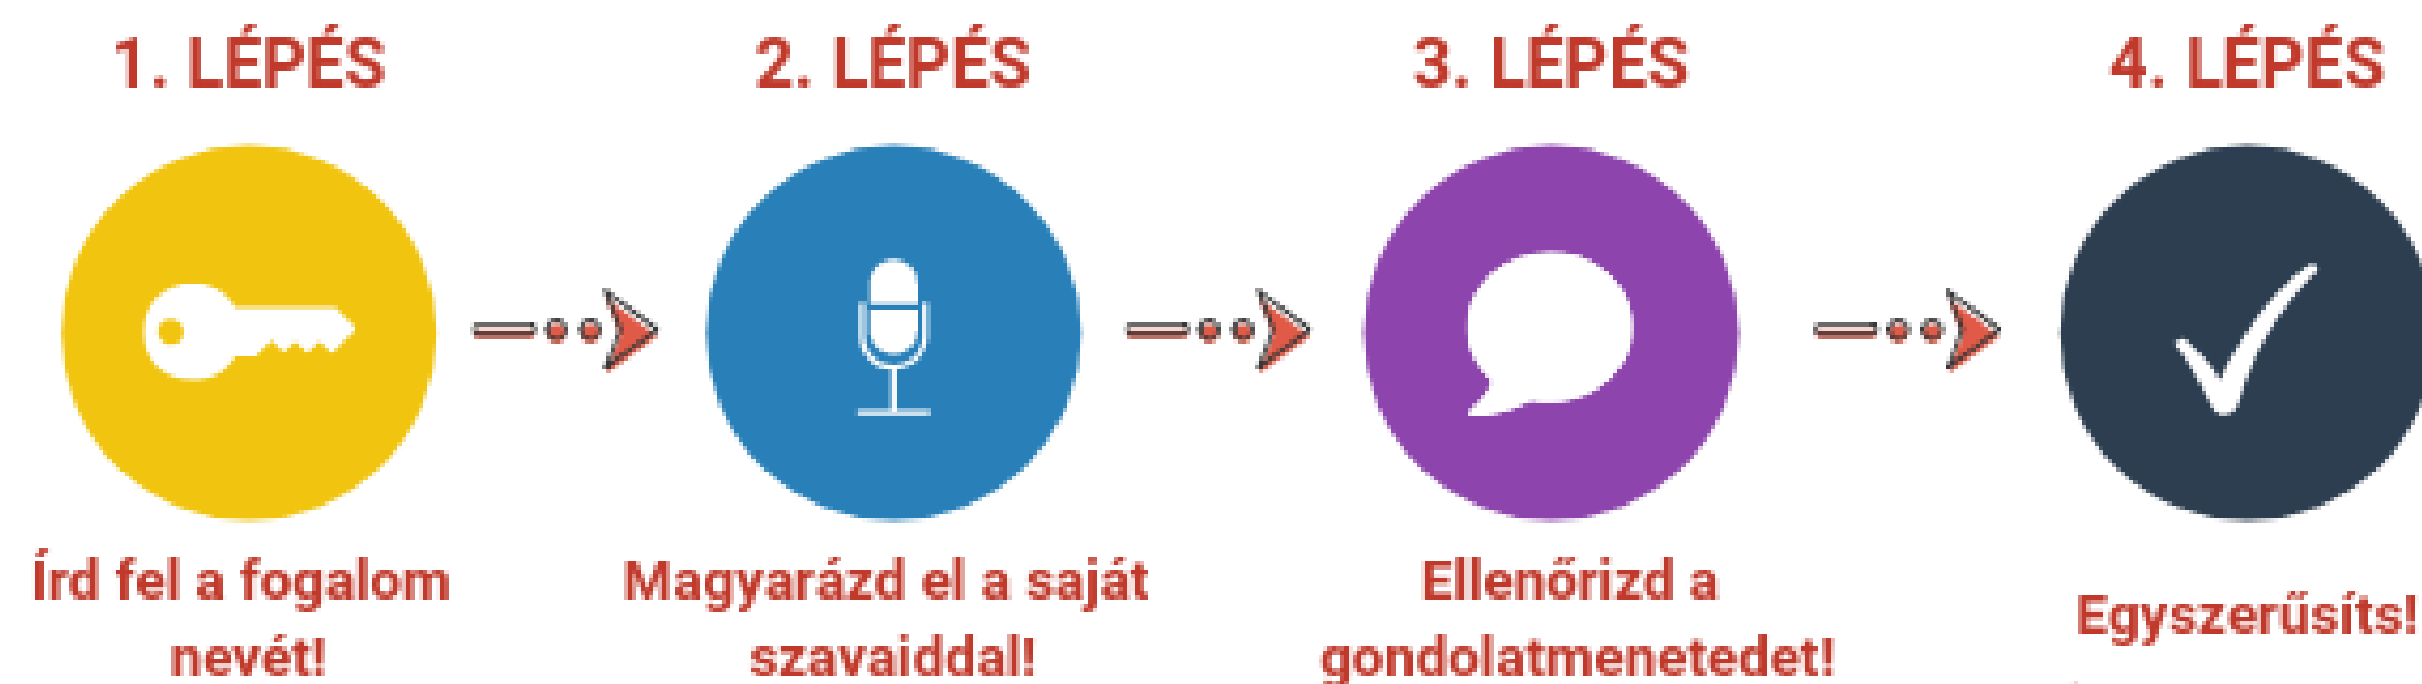 1. LÉPÉS
2. LÉPÉS
3. LÉPÉS
4. LÉPÉS
Írd fel a fogalom
nevét!
Magyarázd el a saját
szavaiddal!
Ellenőrizd a
gondolatmenetedet!
Egyszerűsíts!